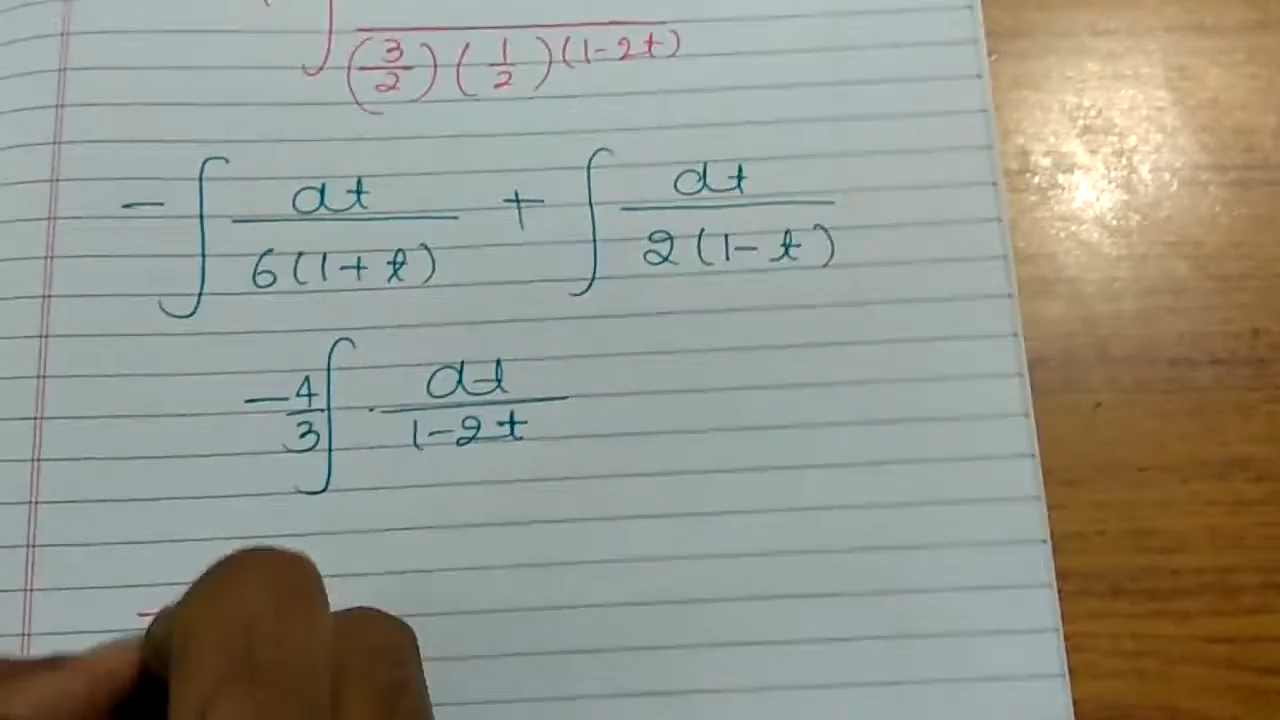 ∫ / (3/2) (1/2) (1-2t)
- ∫ dt / 6(1+t) + ∫ dt / 2(1-t)
-4/3 ∫ dt / 1-2t